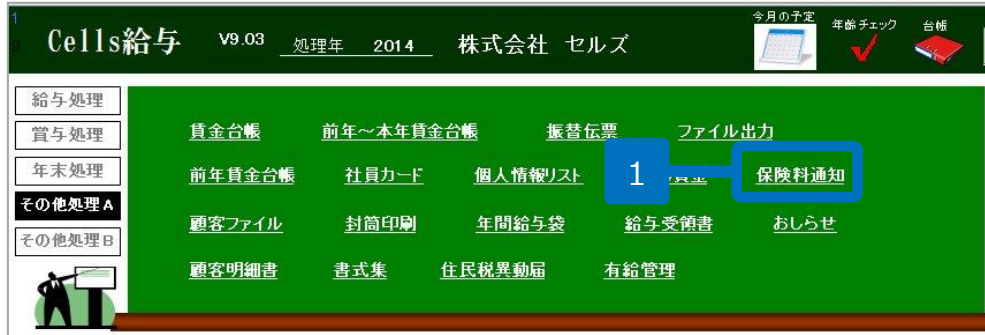 Cells給与 V9.03 処理年 2014 株式会社 セルズ
今月の予定 年齢チェック 台帳
給与処理
賞与処理
年末処理
その他処理A
その他処理B
賃金台帳 前年～本年賃金台帳 振替伝票 ファイル出力
前年賃金台帳 社員カード 個人情報リスト 1 賃金 保険料通知
顧客ファイル 封筒印刷 年間給与袋 給与受領書 おしらせ
顧客明細書 書式集 住民税異動届 有給管理